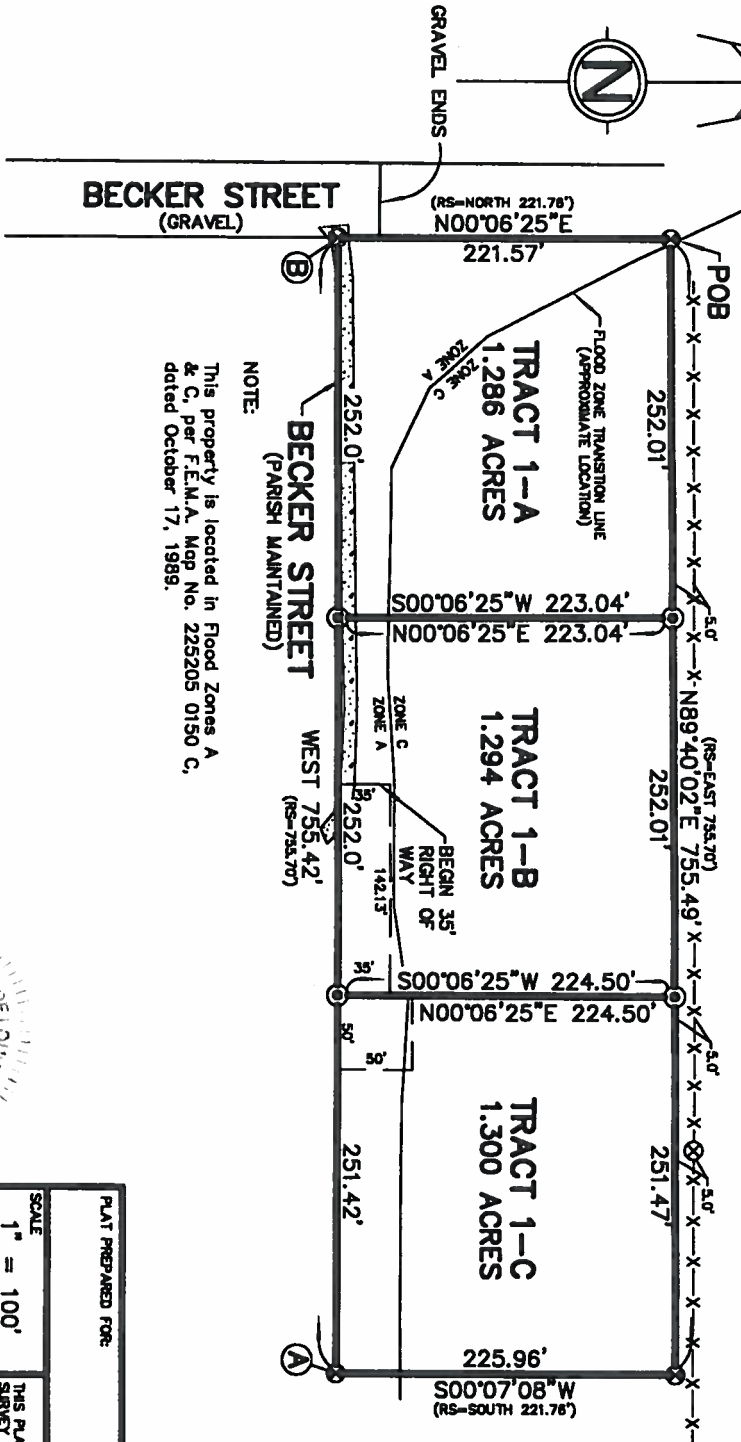 N
GRAVEL ENDS
BECKER STREET
(GRAVEL)
(RS=NORTH 221.76')
N00°06'25"E
221.57'
POB
252.01'
5.0'
FLOOD ZONE TRANSITION LINE
(APPROXIMATE LOCATION)
ZONE A
ZONE C
TRACT 1-A
1.286 ACRES
252.0'
B
S00°06'25"W 223.04'
N00°06'25"E 223.04'
(RS=EAST 755.70')
N89°40'02"E 755.49'
252.01'
TRACT 1-B
1.294 ACRES
ZONE C
ZONE A
BEGIN 35'
RIGHT OF
WAY
35'
142.13'
35'
252.0'
BECKER STREET
(PARISH MAINTAINED)
WEST 755.42'
(RS=755.70')
S00°06'25"W 224.50'
N00°06'25"E 224.50'
5.0'
5.0'
251.47'
TRACT 1-C
1.300 ACRES
50'
50'
251.42'
225.96'
S00°07'08"W
(RS=SOUTH 221.76')
A
NOTE:
This property is located in Flood Zones A
& C, per F.E.M.A. Map No. 225205 0150 C,
dated October 17, 1989.
PLAT PREPARED FOR:
SCALE
1" = 100'
THIS PLA
SURVEY